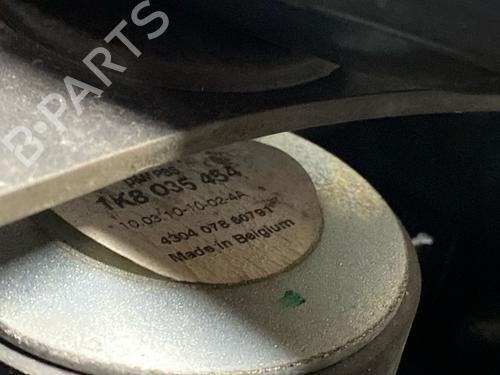 B-PARTS
1K8 035 454
10.03 10-10-02-4A
4304 078 60791
Made in Belgium